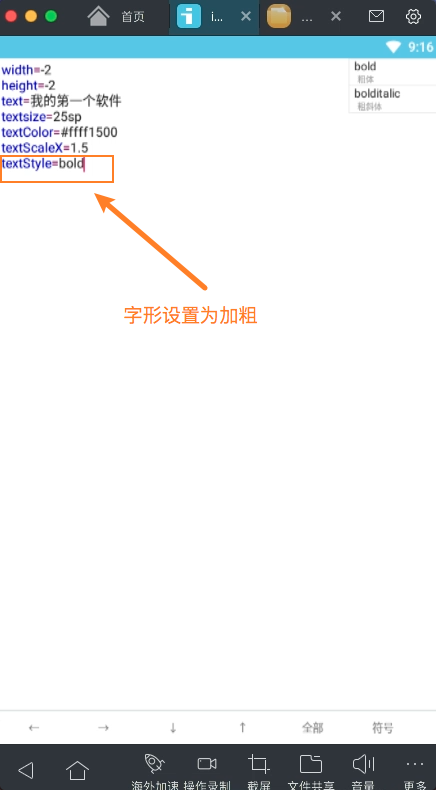 首页
i...
...
9:16
width=-2
height=-2
text=我的第一个软件
textsize=25sp
textColor=#ffff1500
textScaleX=1.5
textStyle=bold
bold
粗体
bolditalic
粗斜体
字形设置为加粗
← → ↓ ↑ 全部 符号
海外加速 操作录制 截屏 文件共享 音量 更多